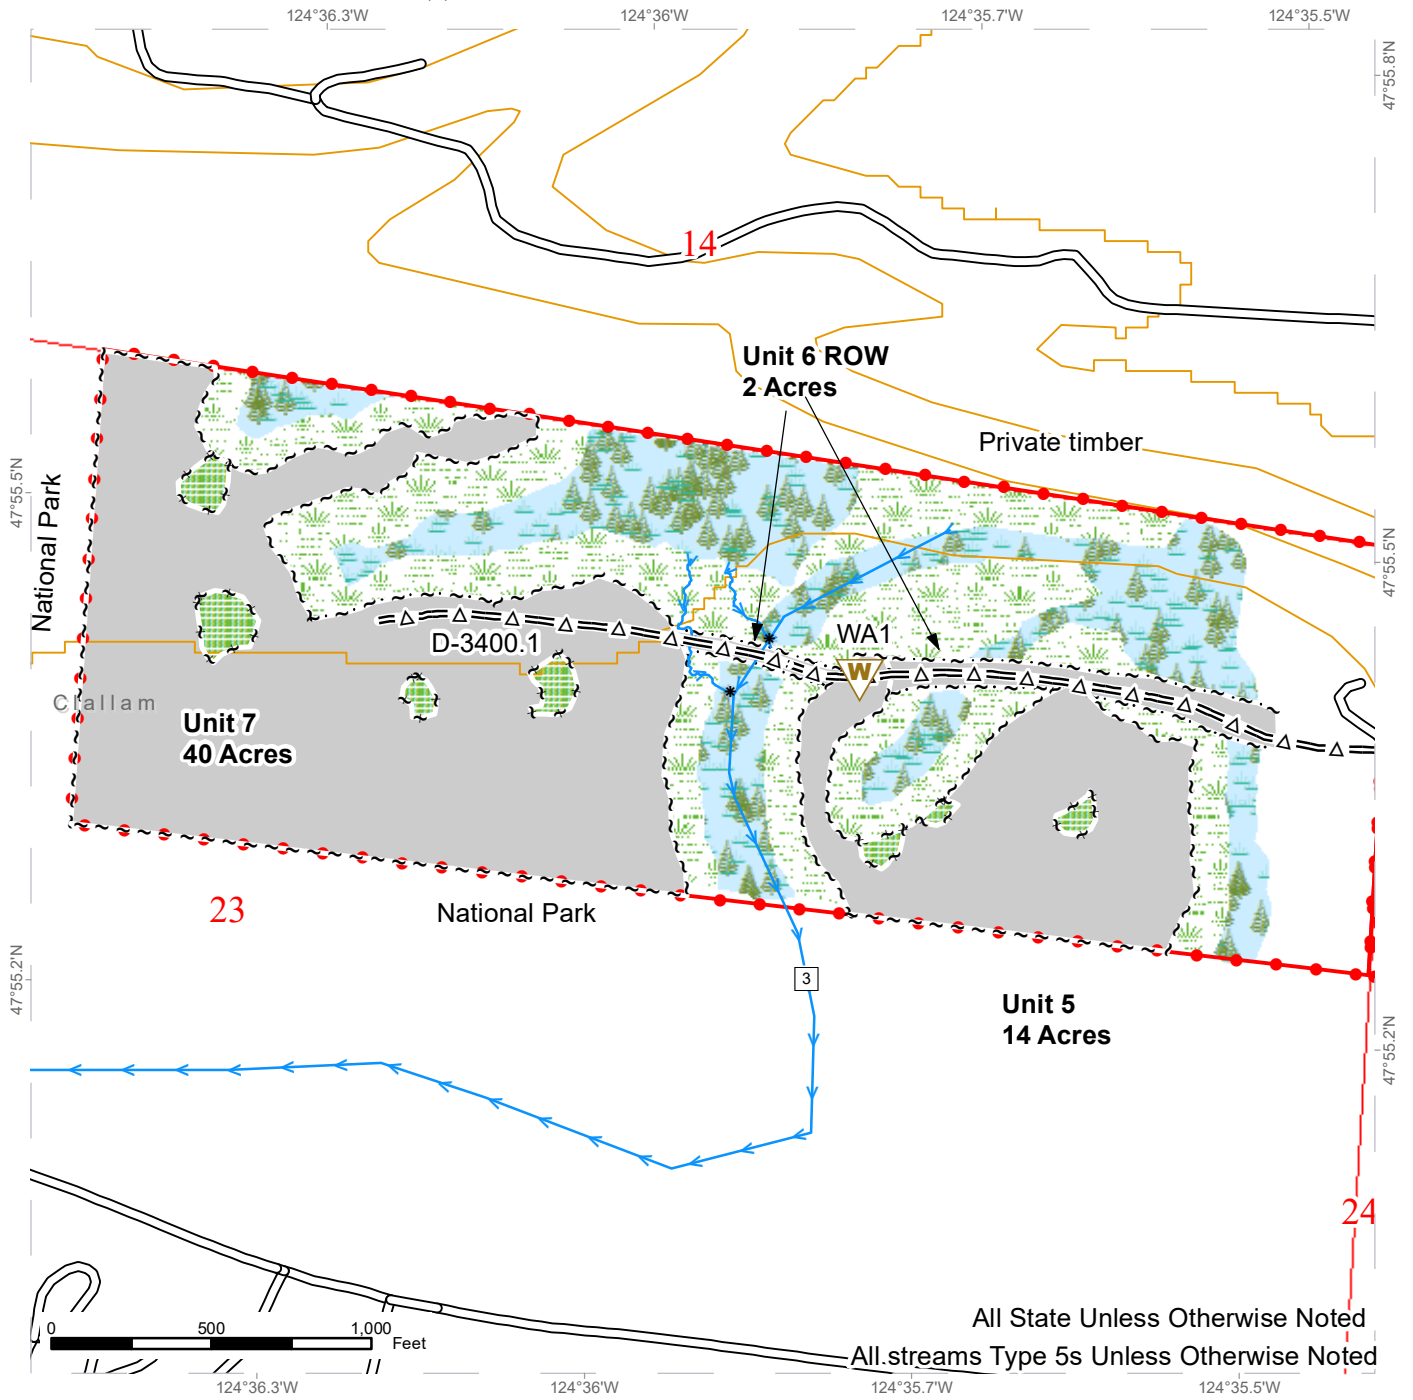 124°36.3'W
124°36'W
124°35.7'W
124°35.5'W
47°55.8'N
14
Unit 6 ROW
2 Acres
Private timber
47°55.5'N
National Park
47°55.5'N
WA1
W
D-3400.1
Clallam
Unit 7
40 Acres
23
National Park
3
Unit 5
14 Acres
47°55.2'N
47°55.2'N
24
All State Unless Otherwise Noted
0
500
1,000
Feet
All streams Type 5s Unless Otherwise Noted
124°36.3'W
124°36'W
124°35.7'W
124°35.5'W